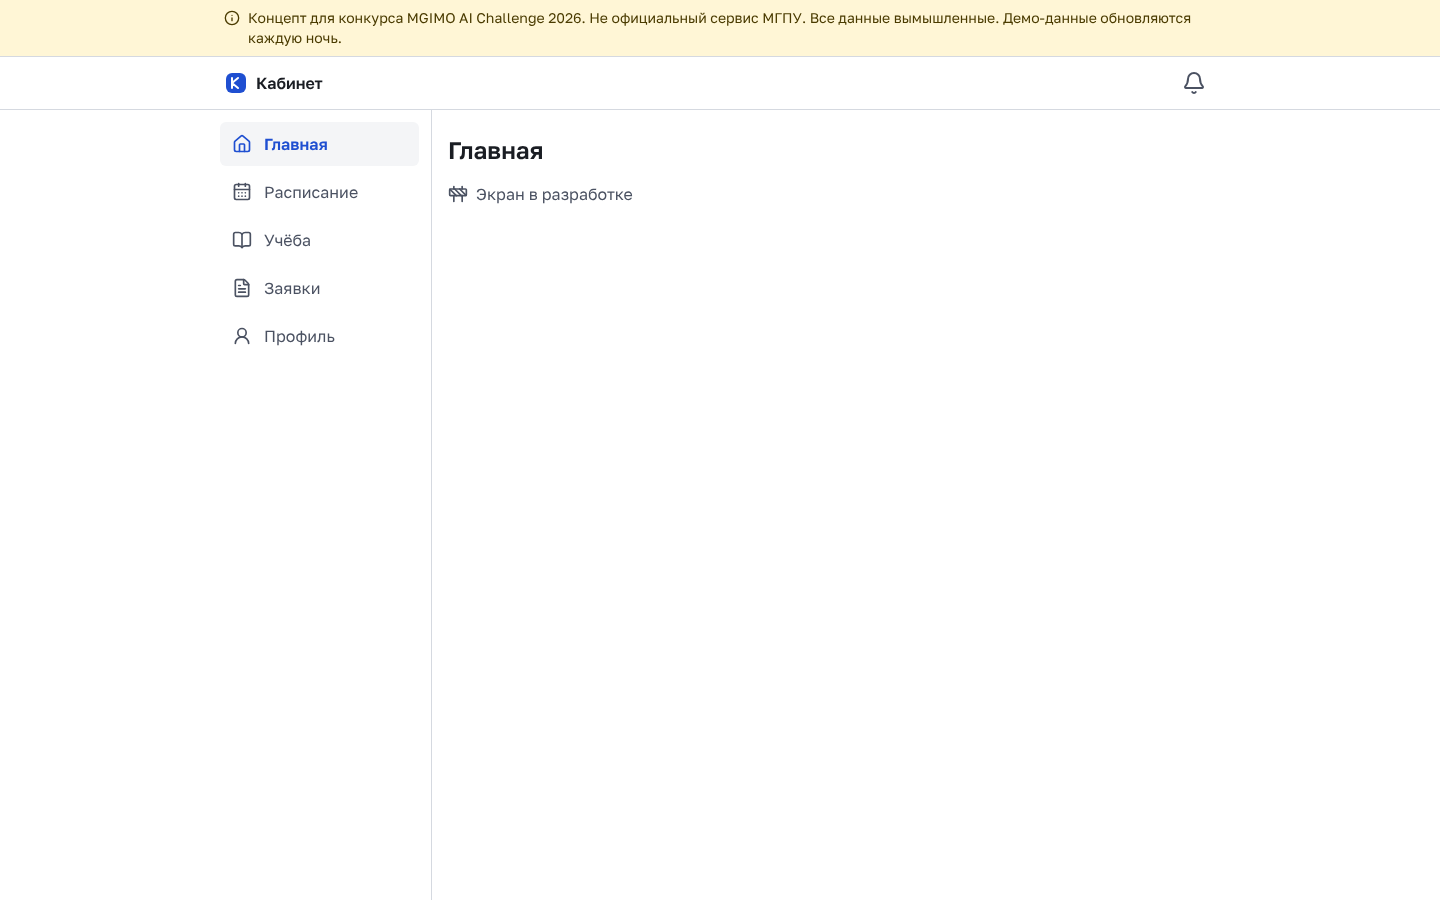 Концепт для конкурса MGIMO AI Challenge 2026. Не официальный сервис МГПУ. Все данные вымышленные. Демо-данные обновляются
каждую ночь.
Кабинет
Главная
Расписание
Учёба
Заявки
Профиль
Главная
Экран в разработке